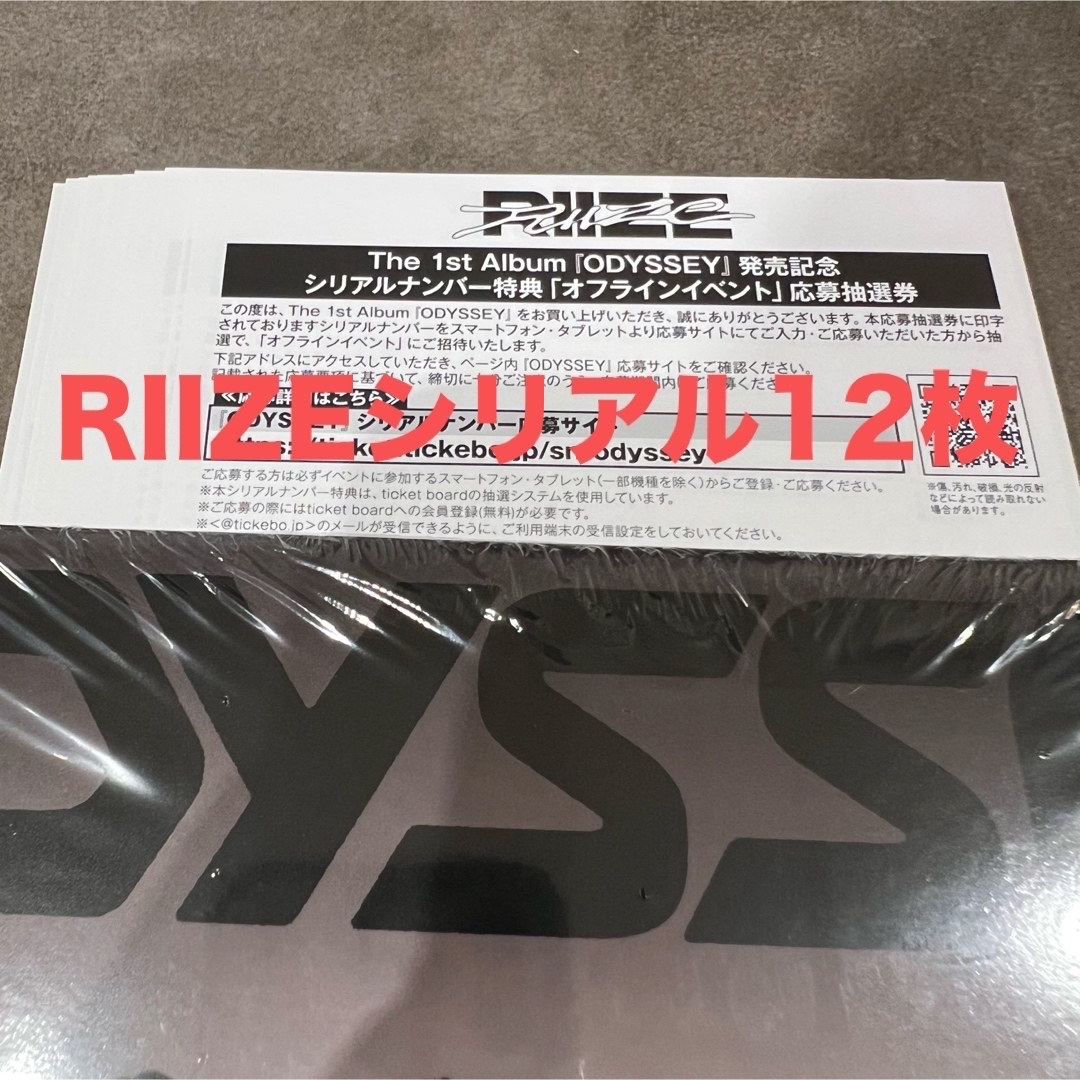 RIIZE
Riize
The 1st Album『ODYSSEY』発売記念
シリアルナンバー特典「オフラインイベント」応募抽選券
この度は、The 1st Album『ODYSSEY』をお買い上げいただき、誠にありがとうございます。本応募抽選券に印字
されておりますシリアルナンバーをスマートフォン・タブレットより応募サイトにてご入力・ご応募いただいた方から抽
選で、「オフラインイベント」にご招待いたします。
下記アドレスにアクセスしていただき、ページ内『ODYSSEY』応募サイトをご確認ください。
RIIZEシリアル12枚
『ODYSSEY』シリアルナンバー応募サイ
ご応募する方は必ずイベントに参加するスマートフォン・タブレット(一部機種を除く)からご登録・ご応募ください。
※本シリアルナンバー特典は、ticket boardの抽選システムを使用しています。
※ご応募の際にはticket boardへの会員登録(無料)が必要です。
※<@tickebo.jp>のメールが受信できるように、ご利用端末の受信設定をしておいてください。
※傷、汚れ、破損、光の反射
などによって読み取れない
場合があります。
DYSS